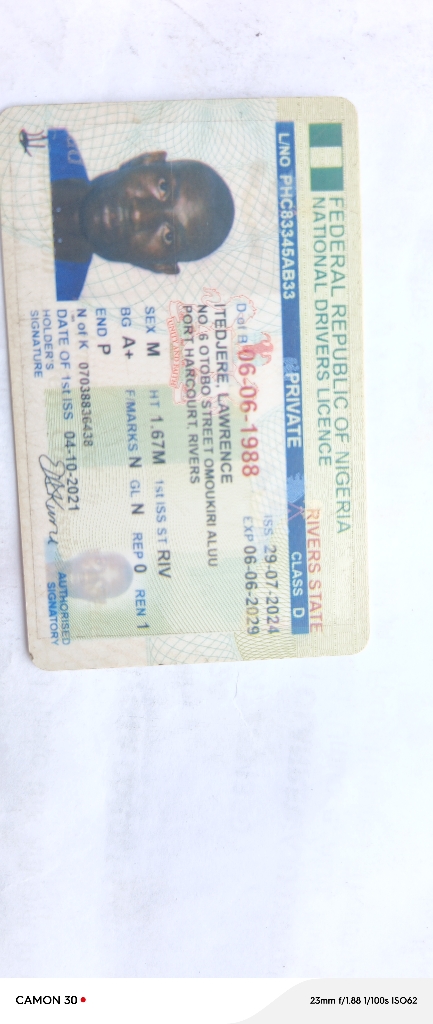 FEDERAL REPUBLIC OF NIGERIA
NATIONAL DRIVERS LICENCE
RIVERS STATE
L/NO PHC83345AB33 PRIVATE CLASS D
D of B 06-06-1988
ISS 29-07-2024
EXP 06-06-2029
ITEDJERE, LAWRENCE
NO. 6 OTOBO STREET OMOUKIRI ALUU
PORT HARCOURT, RIVERS
SEX M HT 1.67M 1st ISS ST RIV
BG A+ F/MARKS N GL N REP 0 REN 1
END P
N of K 07038836438
DATE OF 1st ISS 04-10-2021
HOLDER'S
SIGNATURE
AUTHORISED
SIGNATORY
CAMON 30
23mm f/1.88 1/100s ISO62